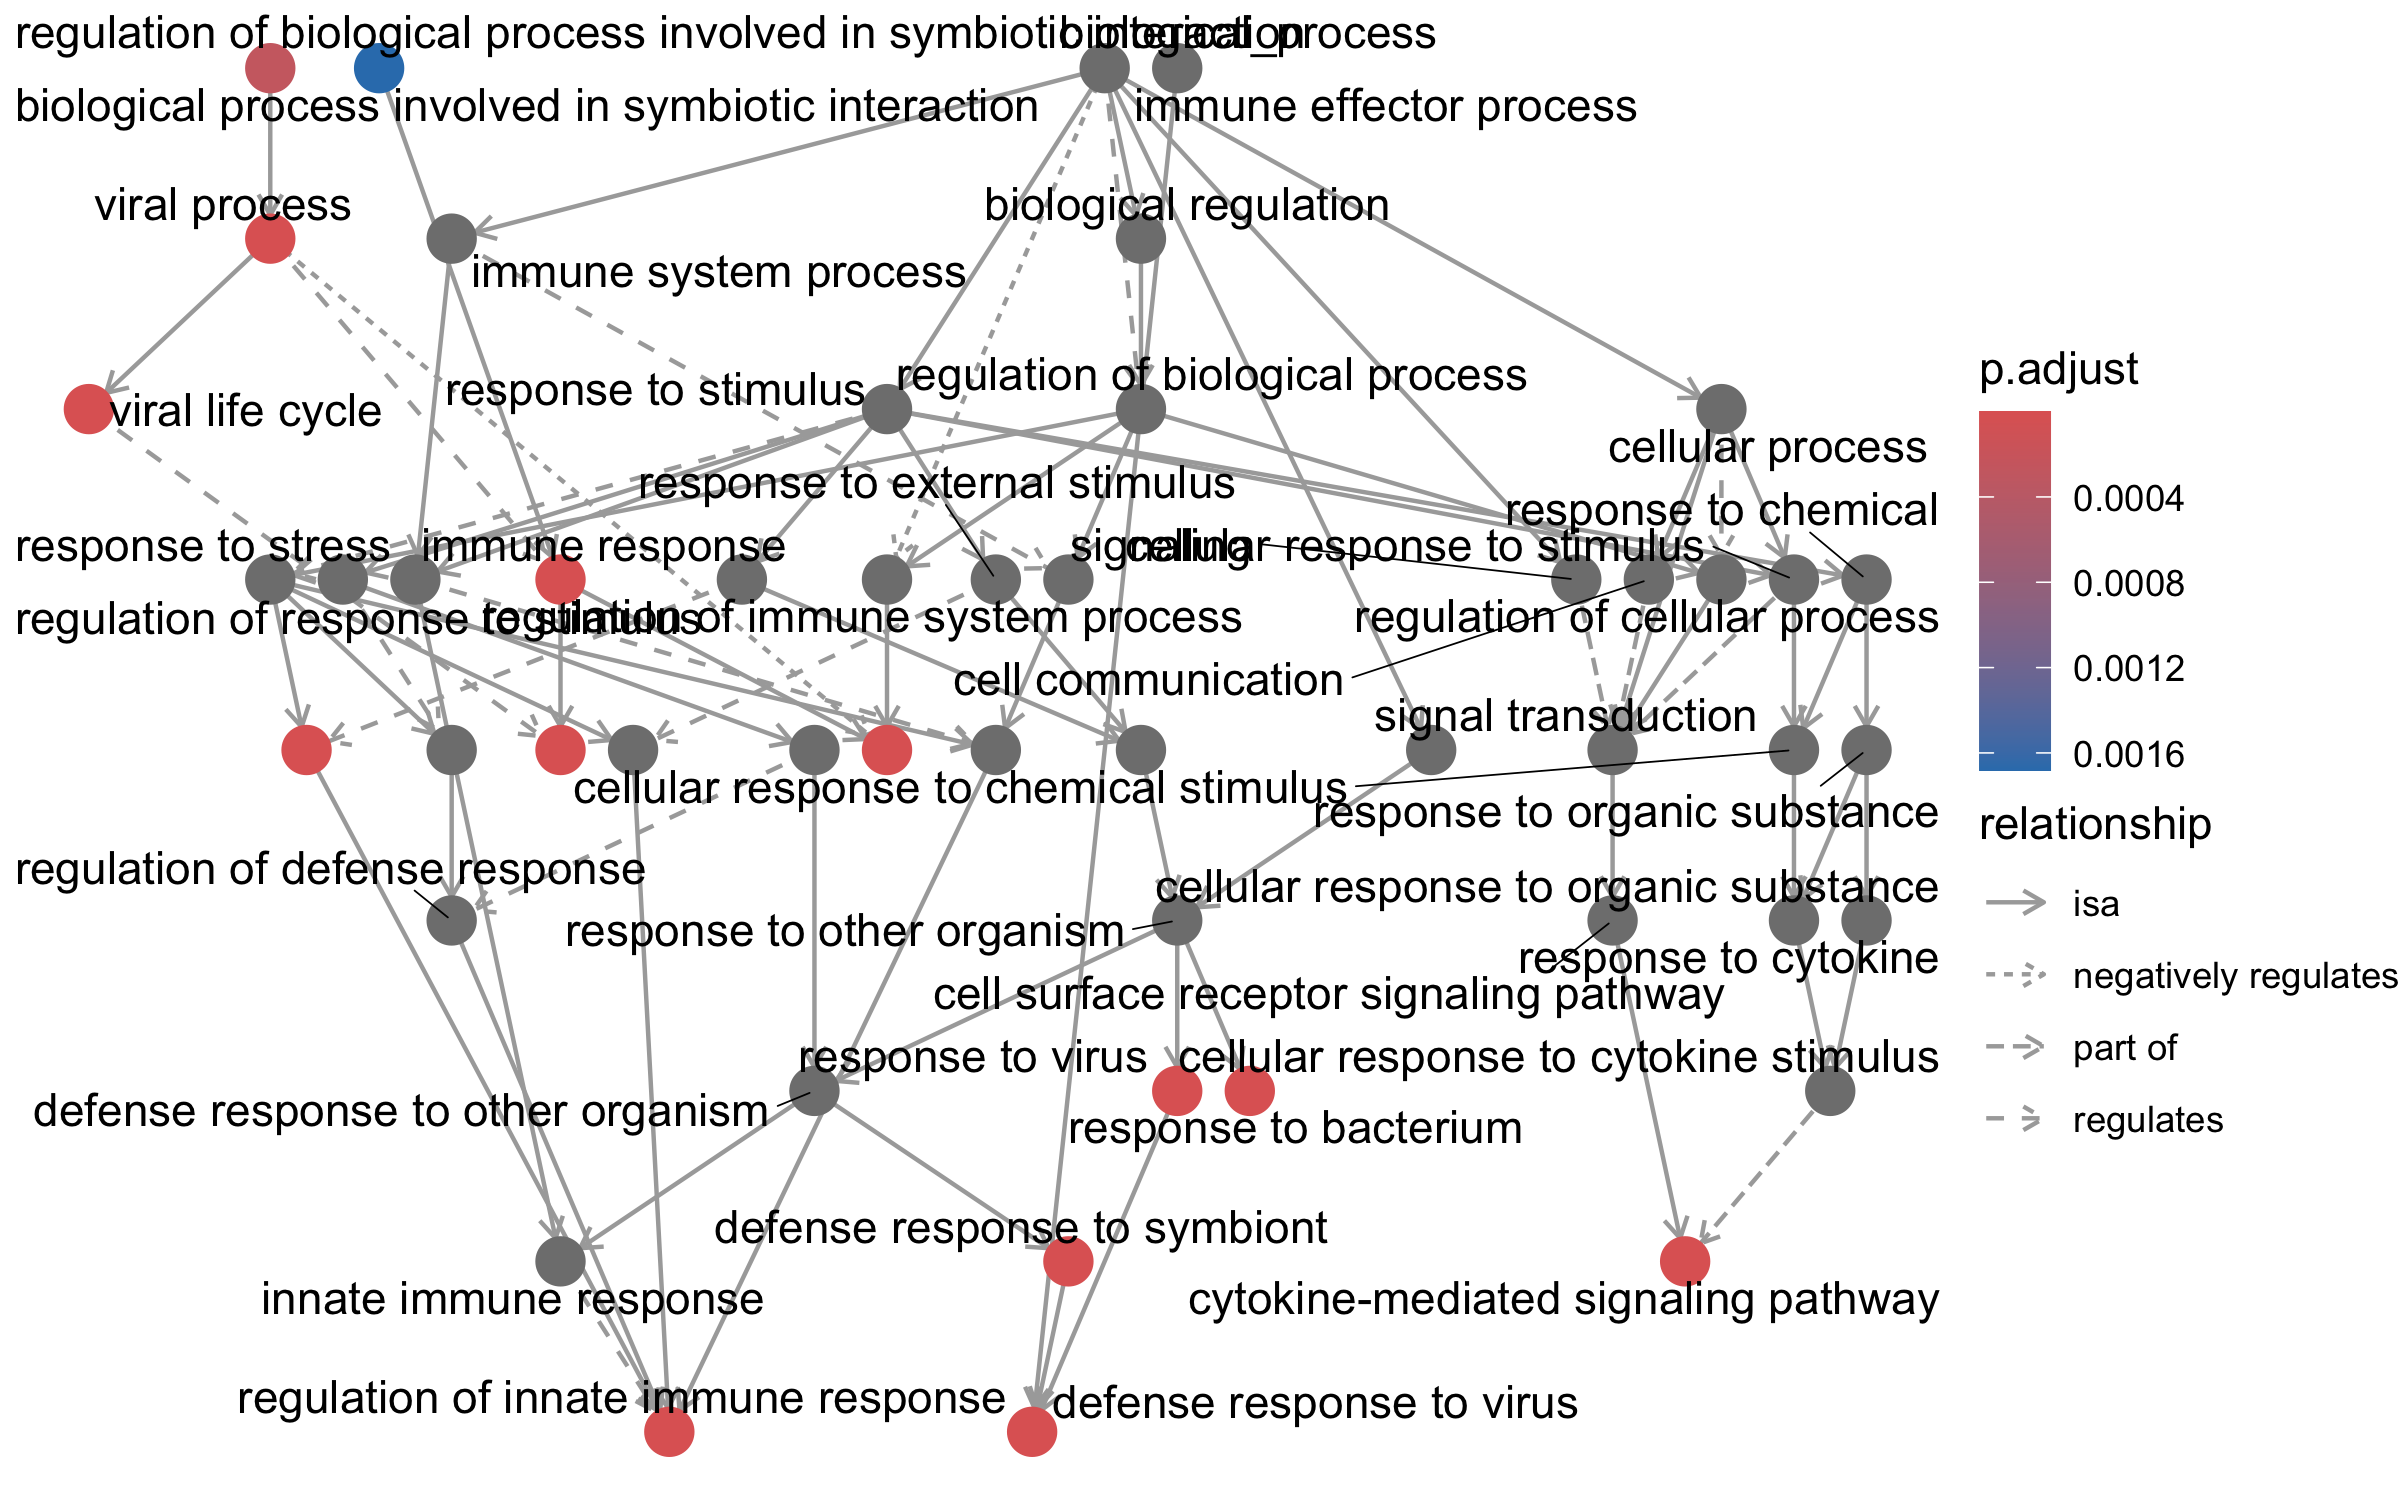 regulation of biological process involved in symbiotic interaction
biological_process
biological process involved in symbiotic interaction
immune effector process
viral process
biological regulation
immune system process
response to stimulus
regulation of biological process
viral life cycle
cellular process
response to external stimulus
response to chemical
response to stress
immune response
signaling
cellular response to stimulus
regulation of response to stimulus
regulation of immune system process
regulation of cellular process
cell communication
signal transduction
cellular response to chemical stimulus
response to organic substance
regulation of defense response
cellular response to organic substance
response to other organism
response to cytokine
cell surface receptor signaling pathway
response to virus
cellular response to cytokine stimulus
defense response to other organism
response to bacterium
defense response to symbiont
innate immune response
cytokine-mediated signaling pathway
regulation of innate immune response
defense response to virus
p.adjust
0.0004
0.0008
0.0012
0.0016
relationship
isa
negatively regulates
part of
regulates